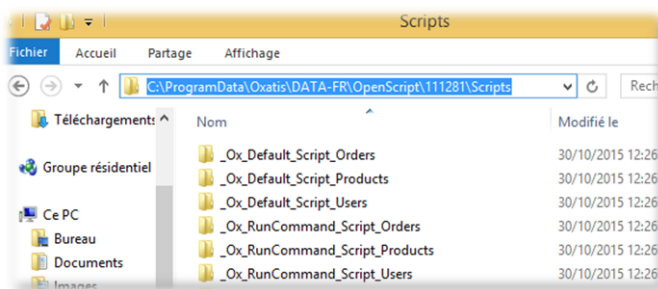 Scripts
Fichier Accueil Partage Affichage
C:\ProgramData\Oxatis\DATA-FR\OpenScript\111281\Scripts Rech
Téléchargements Nom Modifié le
_Ox_Default_Script_Orders 30/10/2015 12:26
Groupe résidentiel _Ox_Default_Script_Products 30/10/2015 12:26
_Ox_Default_Script_Users 30/10/2015 12:26
Ce PC _Ox_RunCommand_Script_Orders 30/10/2015 12:26
Bureau _Ox_RunCommand_Script_Products 30/10/2015 12:26
Documents _Ox_RunCommand_Script_Users 30/10/2015 12:26
Images